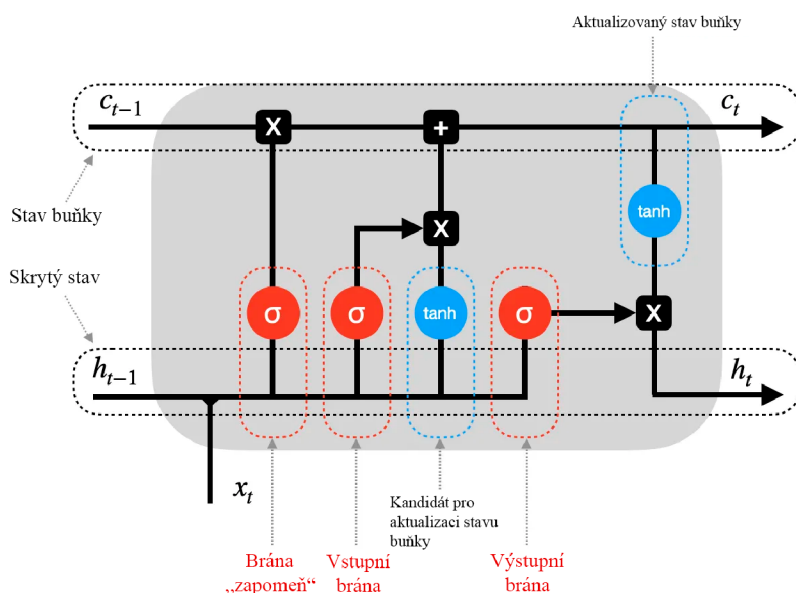 Aktualizovaný stav buňky
c_{t-1}
c_t
X
+
Stav buňky
tanh
X
Skrytý stav
σ
σ
tanh
σ
X
h_{t-1}
h_t
x_t
Kandidát pro
aktualizaci stavu
buňky
Brána
„zapomeň“
Vstupní
brána
Výstupní
brána